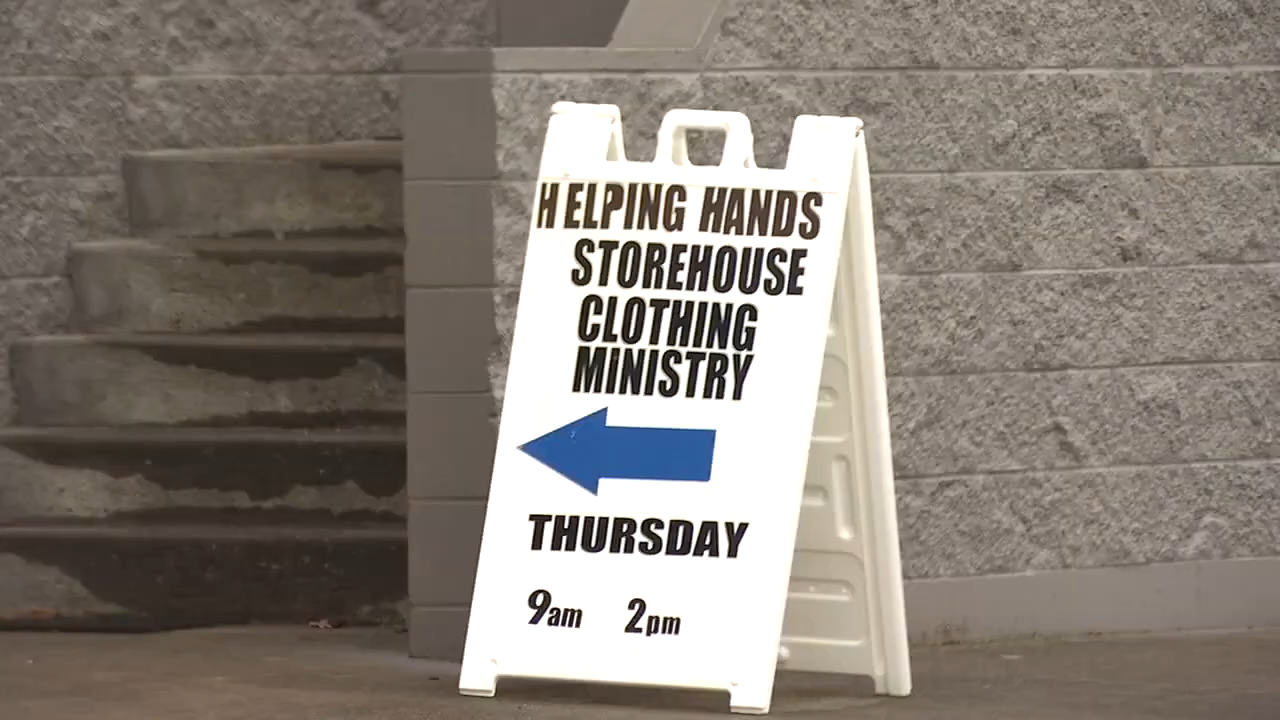 HELPING HANDS
STOREHOUSE
CLOTHING
MINISTRY
THURSDAY
9am 2pm